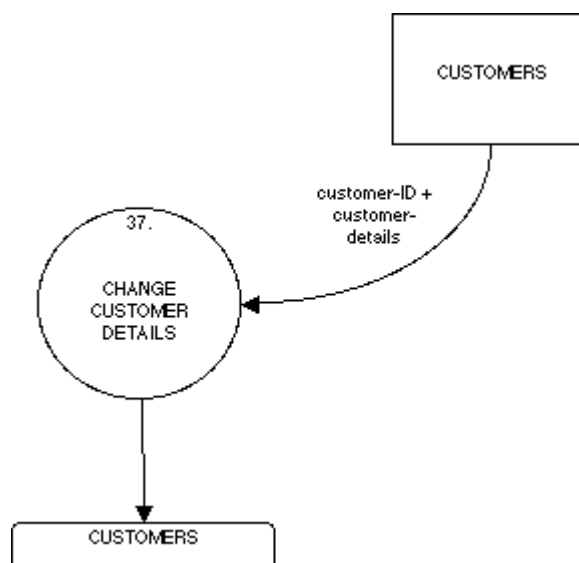 CUSTOMERS
customer-ID +
customer-
details
37.
CHANGE
CUSTOMER
DETAILS
CUSTOMERS